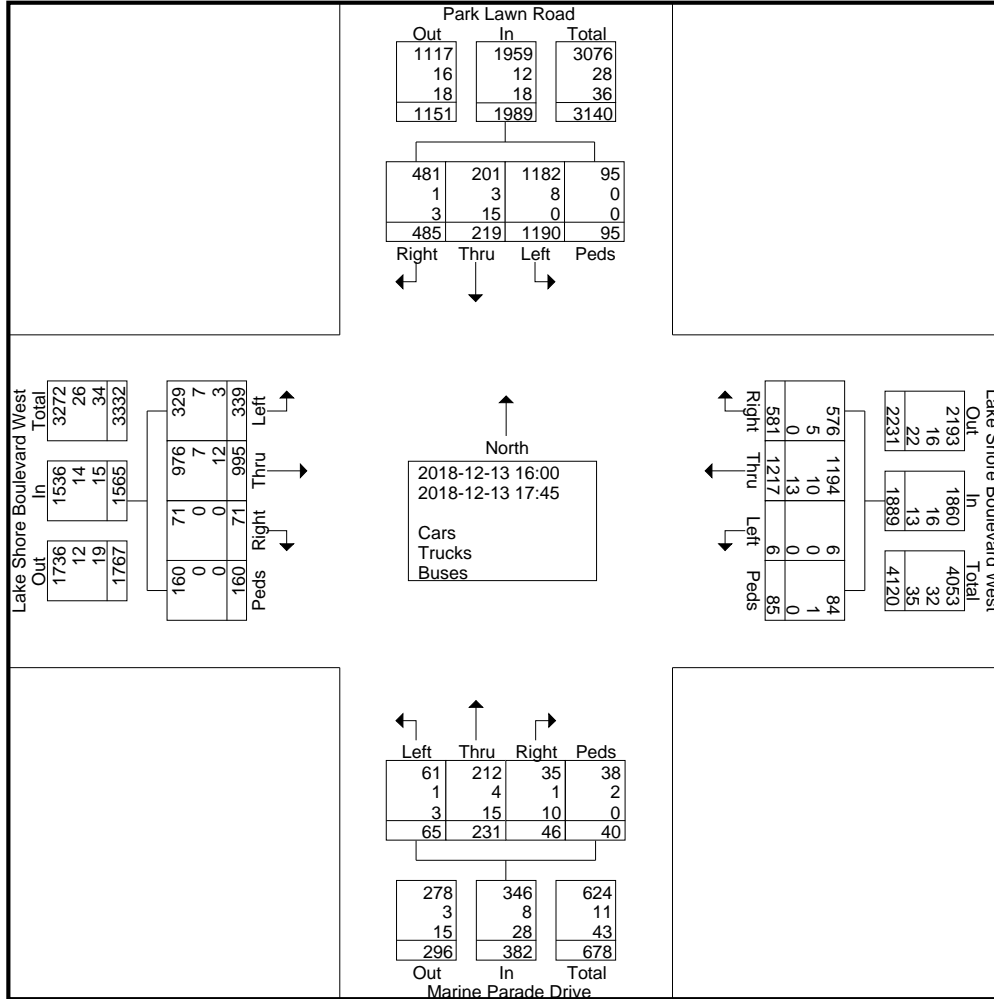 Park Lawn Road
Out In Total
1117 1959 3076
16 12 28
18 18 36
1151 1989 3140
481 201 1182 95
1 3 8 0
3 15 0 0
485 219 1190 95
Right Thru Left Peds
Lake Shore Boulevard West
Total In Out
3272 1536 1736
26 14 12
34 15 19
3332 1565 1767
329 976 71 160
7 7 0 0
3 12 0 0
339 995 71 160
Left Thru Right Peds
North
2018-12-13 16:00
2018-12-13 17:45
Cars
Trucks
Buses
Lake Shore Boulevard West
Out In Total
2193 1860 4053
16 16 32
22 13 35
2231 1889 4120
576 1194 6 84
5 10 0 1
0 13 0 0
581 1217 6 85
Right Thru Left Peds
Left Thru Right Peds
61 212 35 38
1 4 1 2
3 15 10 0
65 231 46 40
278 346 624
3 8 11
15 28 43
296 382 678
Out In Total
Marine Parade Drive